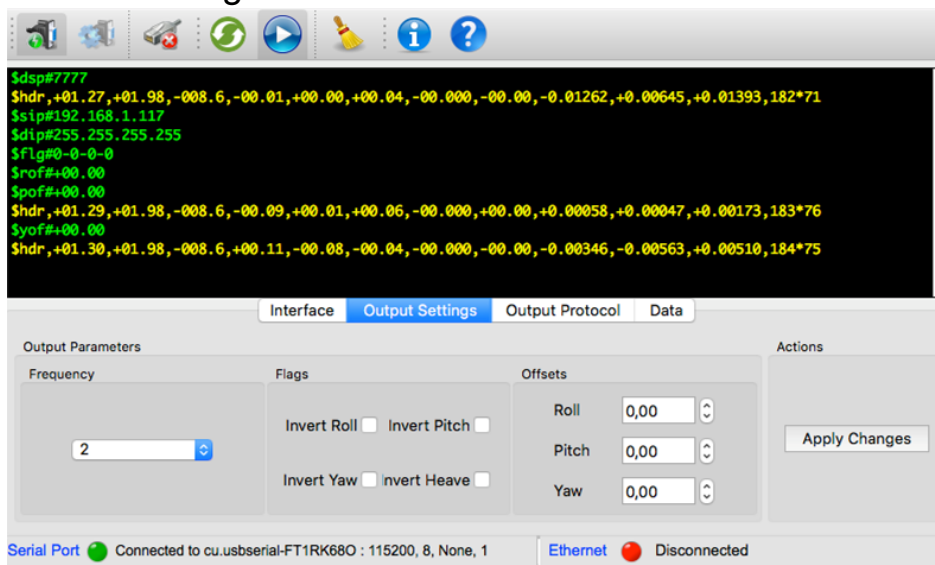 $dsp#7777
$hdr,+01.27,+01.98,-008.6,-00.01,+00.00,+00.04,-00.000,-00.00,-0.01262,+0.00645,+0.01393,182*71
$sip#192.168.1.117
$dip#255.255.255.255
$flg#0-0-0-0
$rof#+00.00
$pof#+00.00
$hdr,+01.29,+01.98,-008.6,-00.09,+00.01,+00.06,-00.000,+00.00,+0.00058,+0.00047,+0.00173,183*76
$yof#+00.00
$hdr,+01.30,+01.98,-008.6,+00.11,-00.08,-00.04,-00.000,-00.00,-0.00346,-0.00563,+0.00510,184*75
Interface Output Settings Output Protocol Data
Output Parameters Actions
Frequency Flags Offsets
Roll 0,00
Invert Roll Invert Pitch
2 Pitch 0,00 Apply Changes
Invert Yaw Invert Heave
Yaw 0,00
Serial Port Connected to cu.usbserial-FT1RK68O : 115200, 8, None, 1 Ethernet Disconnected